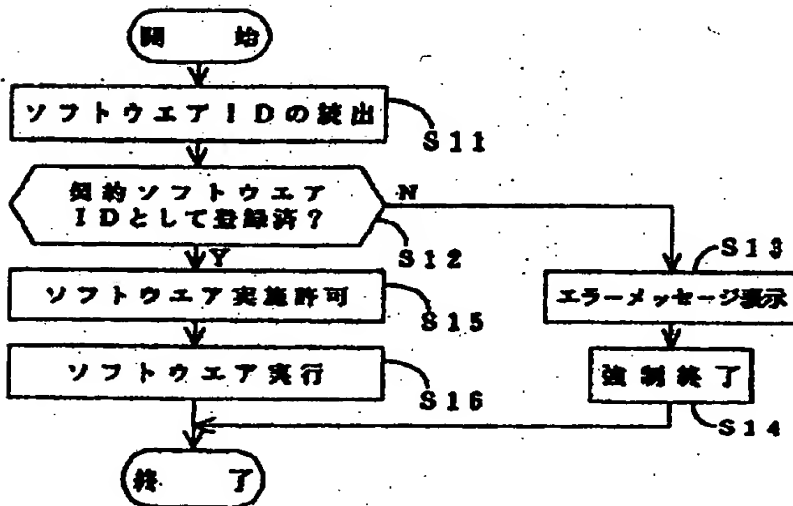 開 始
ソフトウエアIDの読出
S11
契約ソフトウエア
IDとして登録済?
N
S12
Y
S13
エラーメッセージ表示
ソフトウエア実施許可
S15
強制終了
S14
ソフトウエア実行
S16
終 了